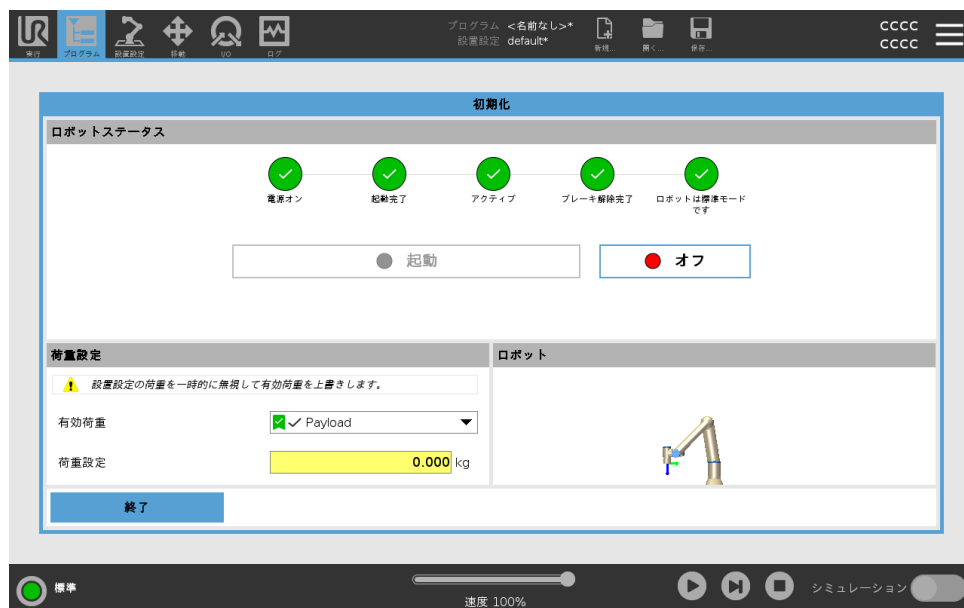 プログラム <名前なし>*
設置設定 default*
CCCC
CCCC
実行
プログラム
設置設定
移動
I/O
ログ
新規...
開く...
保存...
初期化
ロボットステータス
電源オン
起動完了
アクティブ
ブレーキ解除完了
ロボットは標準モード
です
起動
オフ
荷重設定
ロボット
設置設定の荷重を一時的に無視して有効荷重を上書きします。
有効荷重
Payload
荷重設定
0.000 kg
終了
標準
速度 100%
シミュレーション